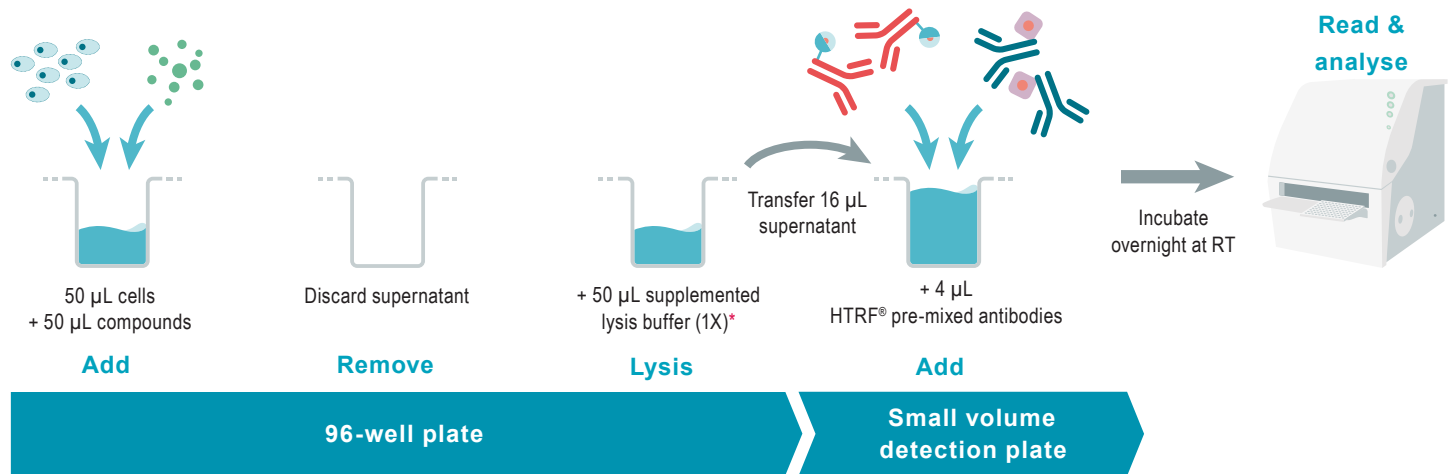 50 µL cells
+ 50 µL compounds
Add
Discard supernatant
Remove
+ 50 µL supplemented
lysis buffer (1X)*
Lysis
Transfer 16 µL
supernatant
+ 4 µL
HTRF® pre-mixed antibodies
Add
Incubate
overnight at RT
Read &
analyse
96-well plate
Small volume
detection plate